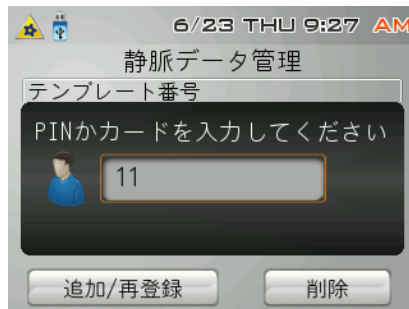 6/23 THU 9:27 AM
静脈データ管理
テンプレート番号
PINかカードを入力してください
11
追加/再登録
削除